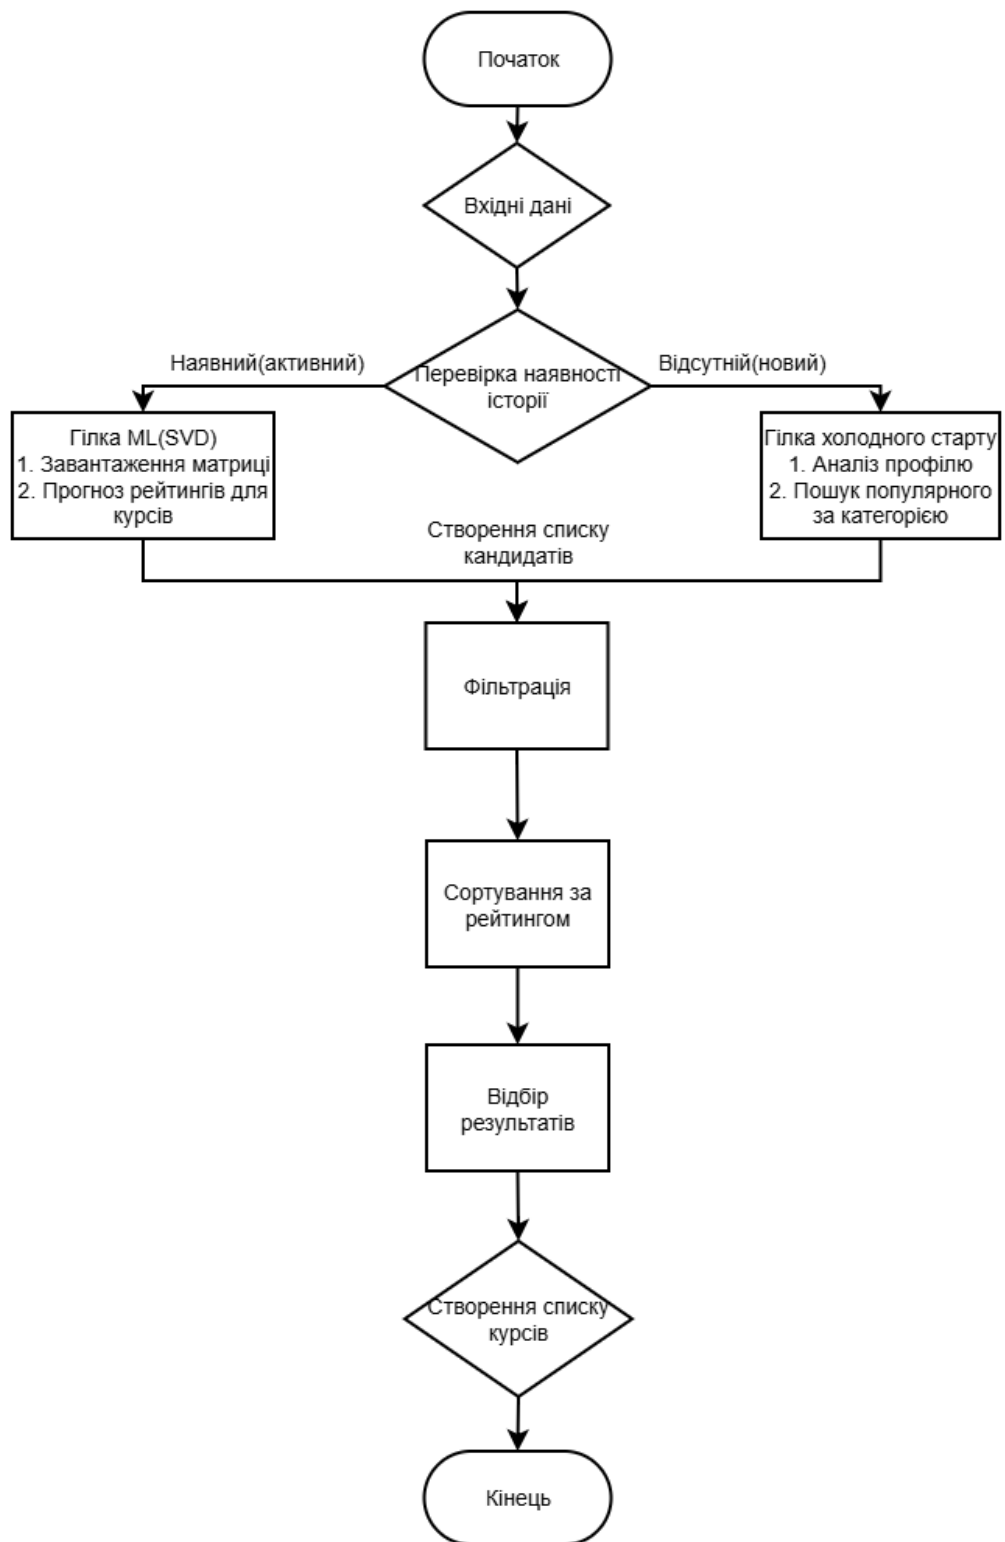 Початок
Вхідні дані
Наявний(активний)
Перевірка наявності
історії
Відсутній(новий)
Гілка ML(SVD)
1. Завантаження матриці
2. Прогноз рейтингів для
курсів
Гілка холодного старту
1. Аналіз профілю
2. Пошук популярного
за категорією
Створення списку
кандидатів
Фільтрація
Сортування за
рейтингом
Відбір
результатів
Створення списку
курсів
Кінець